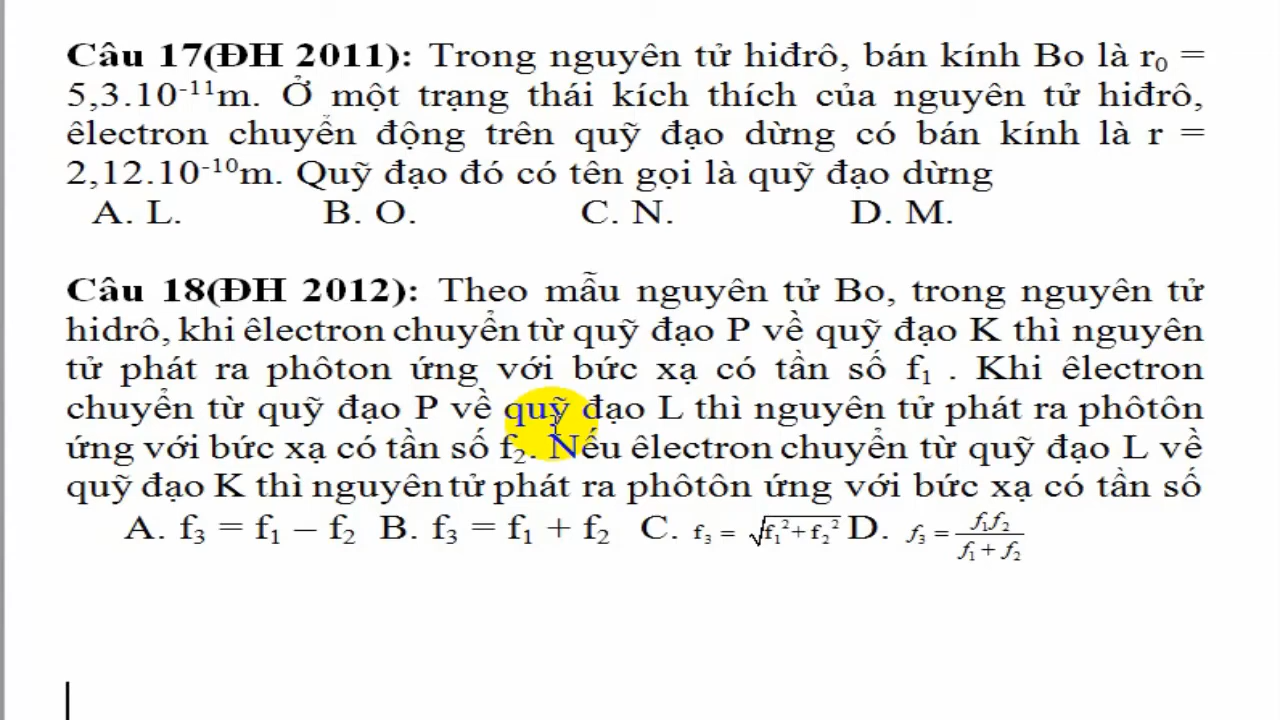 Câu 17(ĐH 2011): Trong nguyên tử hiđrô, bán kính Bo là r₀ =
5,3.10⁻¹¹m. Ở một trạng thái kích thích của nguyên tử hiđrô,
êlectron chuyển động trên quỹ đạo dừng có bán kính là r =
2,12.10⁻¹⁰m. Quỹ đạo đó có tên gọi là quỹ đạo dừng
A. L. B. O. C. N. D. M.
Câu 18(ĐH 2012): Theo mẫu nguyên tử Bo, trong nguyên tử
hidrô, khi êlectron chuyển từ quỹ đạo P về quỹ đạo K thì nguyên
tử phát ra phôton ứng với bức xạ có tần số f₁ . Khi êlectron
chuyển từ quỹ đạo P về quỹ đạo L thì nguyên tử phát ra phôtôn
ứng với bức xạ có tần số f₂. Nếu êlectron chuyển từ quỹ đạo L về
quỹ đạo K thì nguyên tử phát ra phôtôn ứng với bức xạ có tần số
A. f₃ = f₁ – f₂ B. f₃ = f₁ + f₂ C. f₃ = √(f₁² + f₂²) D. f₃ = f₁f₂ / (f₁ + f₂)